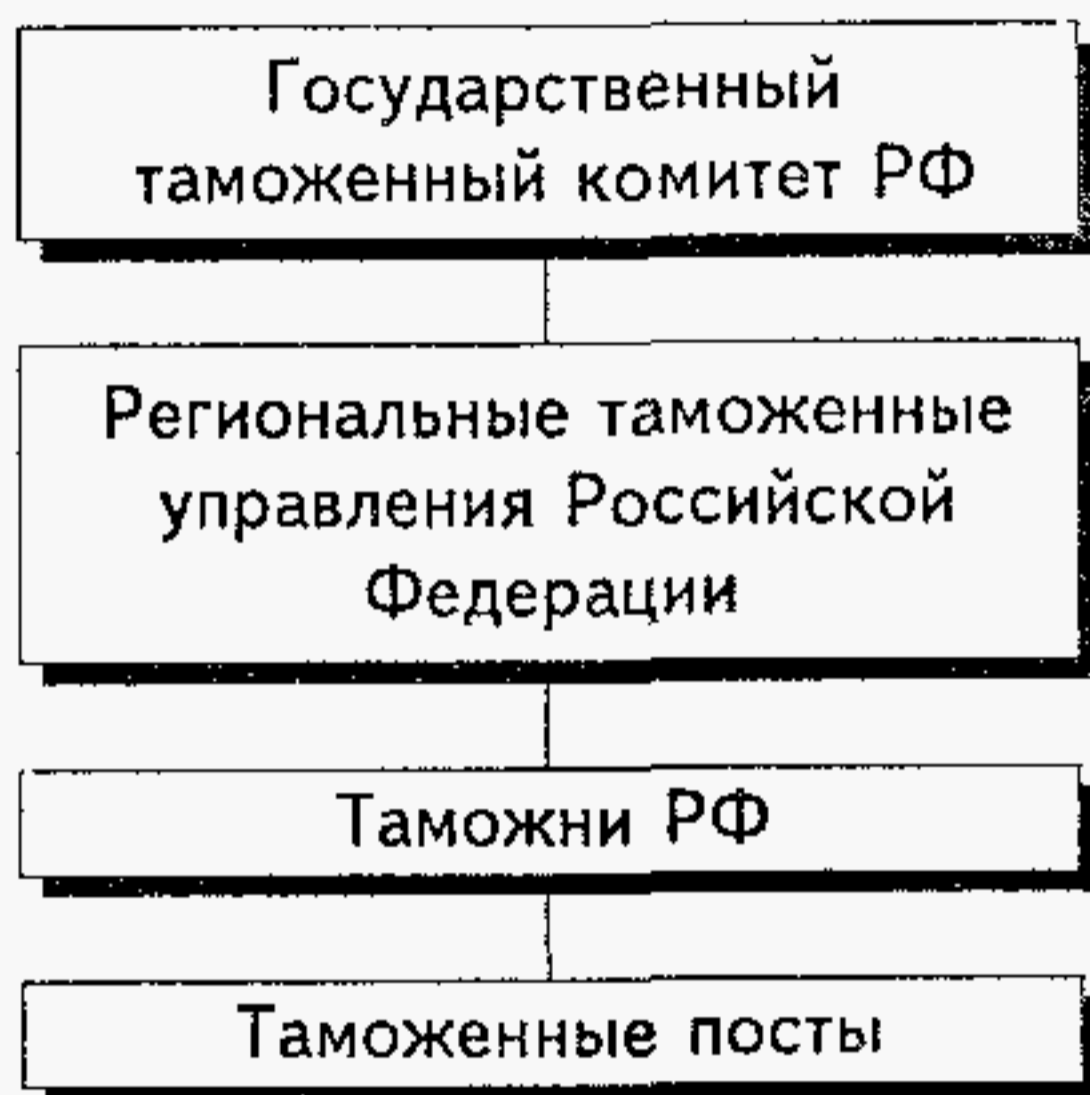 Государственный
таможенный комитет РФ
Региональные таможенные
управления Российской
Федерации
Таможни РФ
Таможенные посты